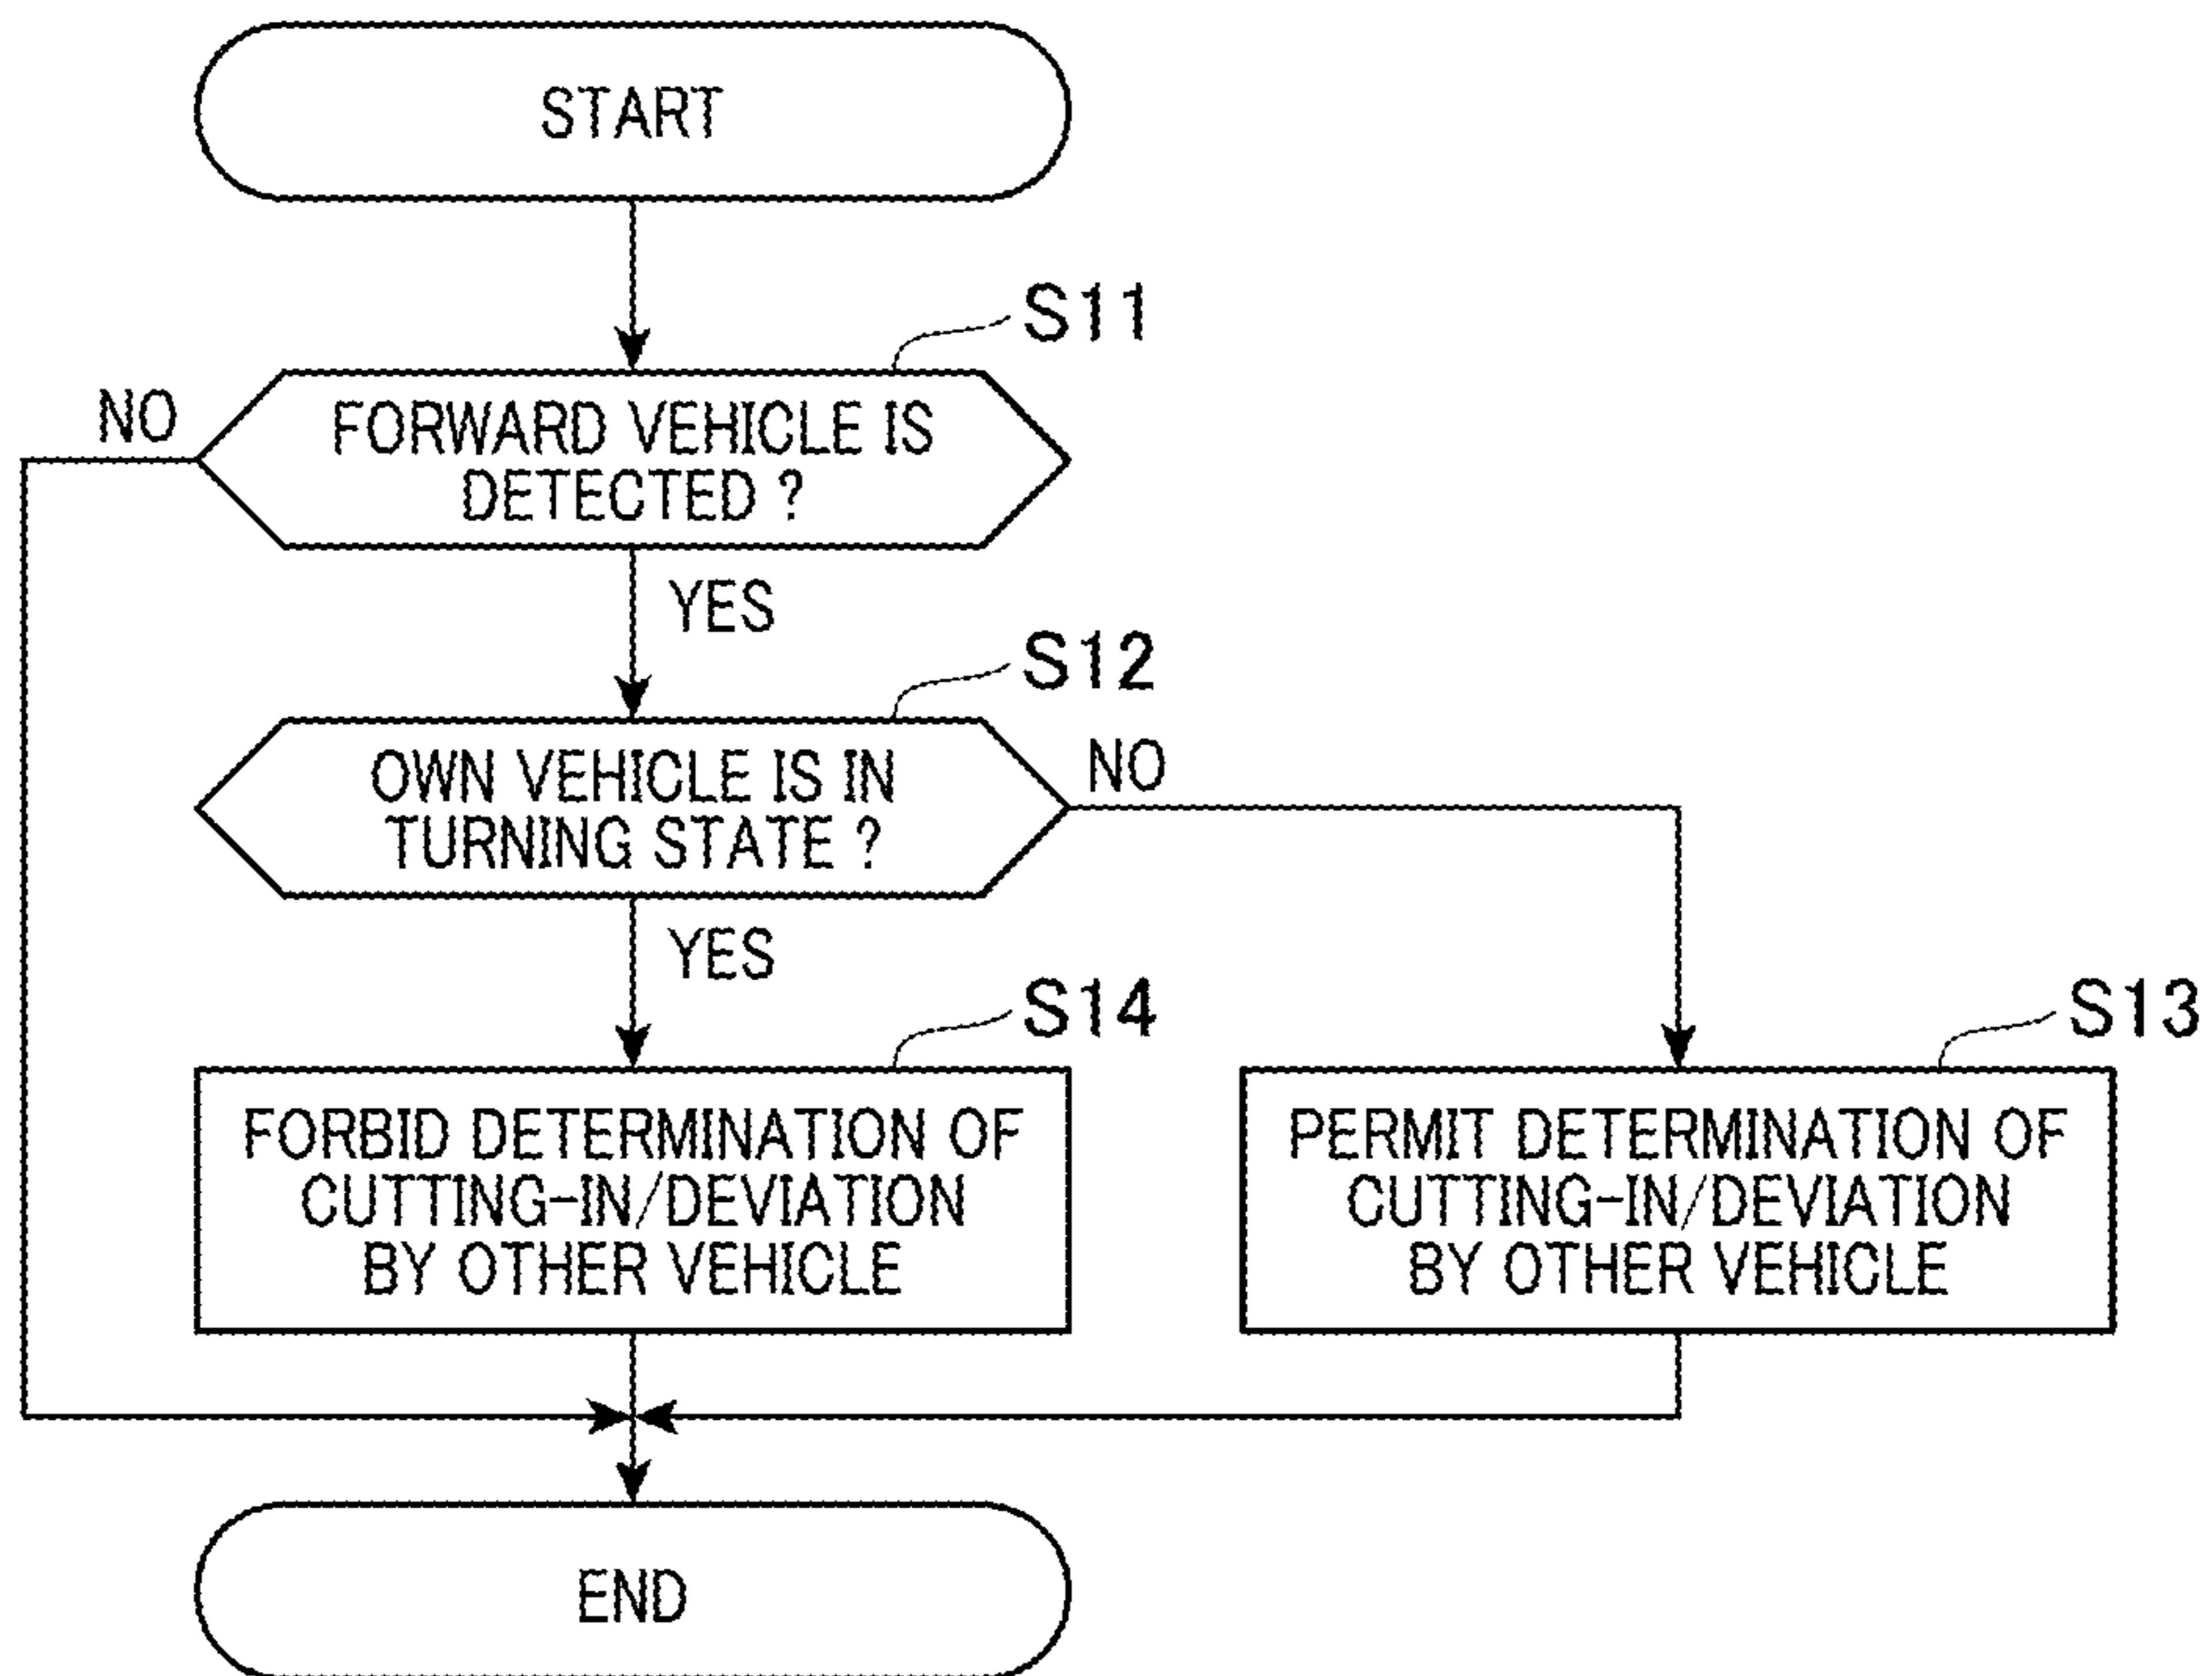 START
S11
NO
FORWARD VEHICLE IS
DETECTED ?
YES
S12
OWN VEHICLE IS IN
TURNING STATE ?
NO
YES
S14
S13
FORBID DETERMINATION OF
CUTTING-IN/DEVIATION
BY OTHER VEHICLE
PERMIT DETERMINATION OF
CUTTING-IN/DEVIATION
BY OTHER VEHICLE
END